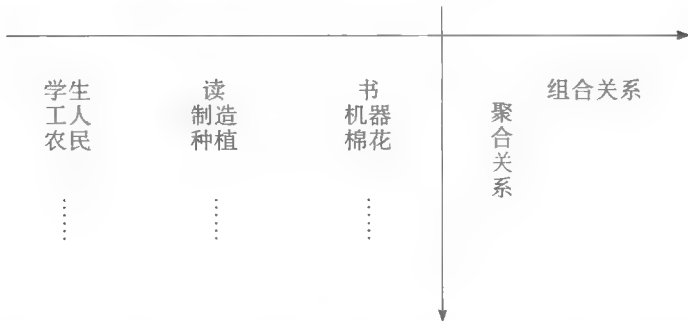 学生 读 书 组合关系
工人 制造 机器
农民 种植 棉花
聚合关系
…… …… ……